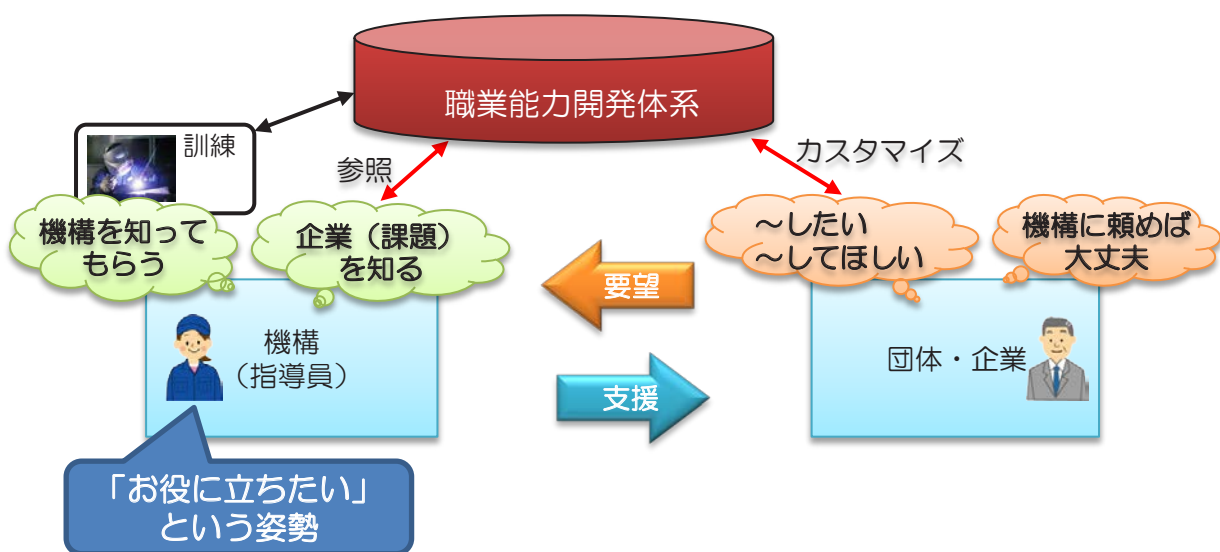 職業能力開発体系
訓練
参照
カスタマイズ
機構を知って
もらう
企業（課題）
を知る
～したい
～してほしい
機構に頼めば
大丈夫
要望
機構
（指導員）
団体・企業
支援
「お役に立ちたい」
という姿勢